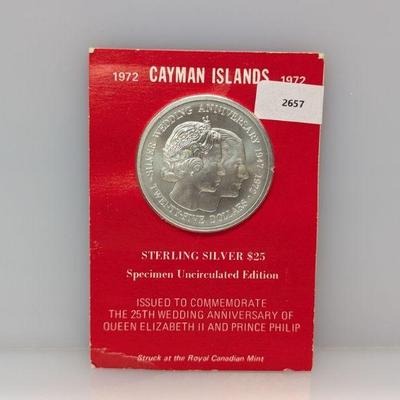 1972 CAYMAN ISLANDS 1972
2657
SILVER WEDDING ANNIVERSARY 1947 1972
TWENTY-FIVE DOLLARS
STERLING SILVER $25
Specimen Uncirculated Edition
ISSUED TO COMMEMORATE
THE 25TH WEDDING ANNIVERSARY OF
QUEEN ELIZABETH II AND PRINCE PHILIP
Struck at the Royal Canadian Mint